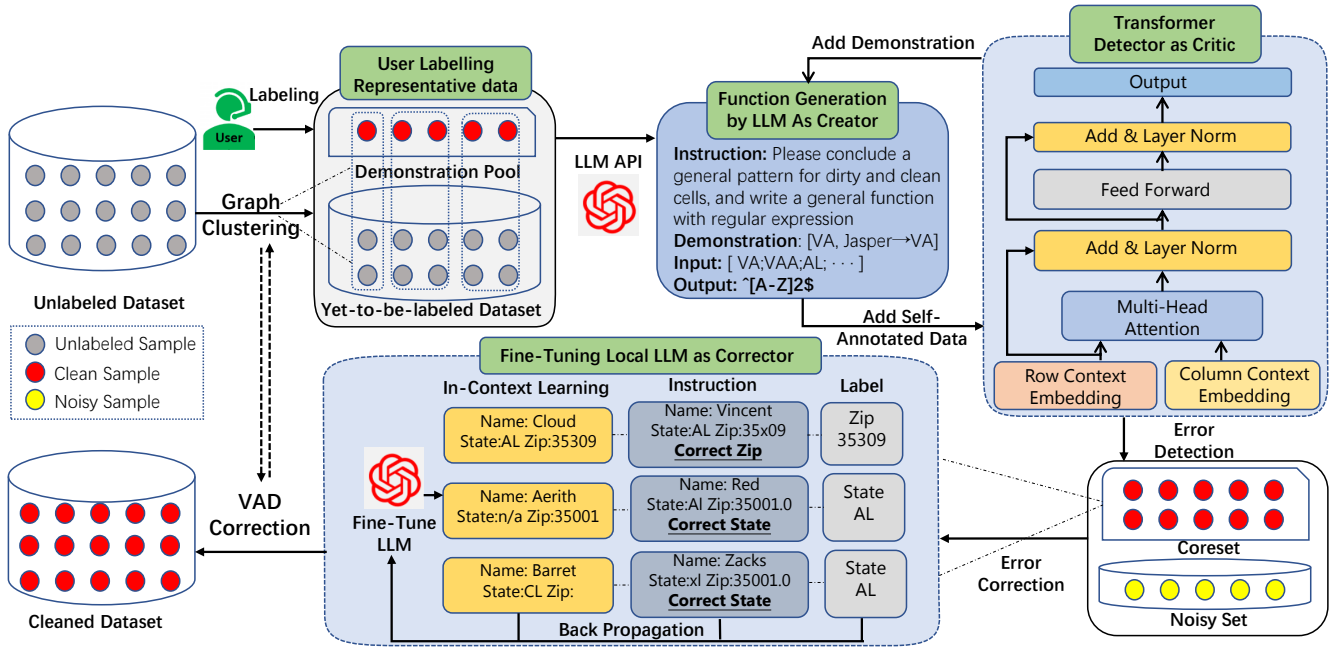 Unlabeled Dataset
Unlabeled Sample
Clean Sample
Noisy Sample
Labeling
User
Graph
Clustering
User Labelling
Representative data
Demonstration Pool
Yet-to-be-labeled Dataset
LLM API
Add Demonstration
Function Generation
by LLM As Creator
Instruction: Please conclude a
general pattern for dirty and clean
cells, and write a general function
with regular expression
Demonstration: [VA, Jasper→VA]
Input: [ VA;VAA;AL; · · · ]
Output: ^[A-Z]2$
Add Self-
Annotated Data
Transformer
Detector as Critic
Output
Add & Layer Norm
Feed Forward
Add & Layer Norm
Multi-Head
Attention
Row Context
Embedding
Column Context
Embedding
Error
Detection
Coreset
Noisy Set
Error
Correction
Fine-Tuning Local LLM as Corrector
In-Context Learning
Instruction
Label
Name: Cloud
State:AL Zip:35309
Name: Vincent
State:AL Zip:35x09
Correct Zip
Zip
35309
Name: Aerith
State:n/a Zip:35001
Name: Red
State:Al Zip:35001.0
Correct State
State
AL
Name: Barret
State:CL Zip:
Name: Zacks
State:xl Zip:35001.0
Correct State
State
AL
Fine-Tune
LLM
Back Propagation
VAD
Correction
Cleaned Dataset